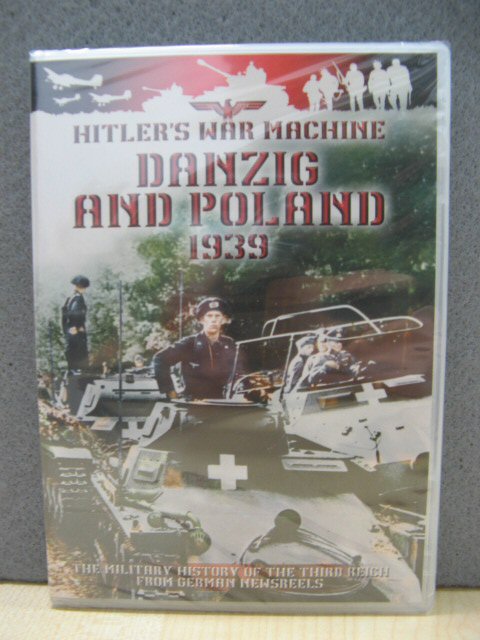 HITLER'S WAR MACHINE
DANZIG
AND POLAND
1939
THE MILITARY HISTORY OF THE THIRD REICH
FROM GERMAN NEWSREELS